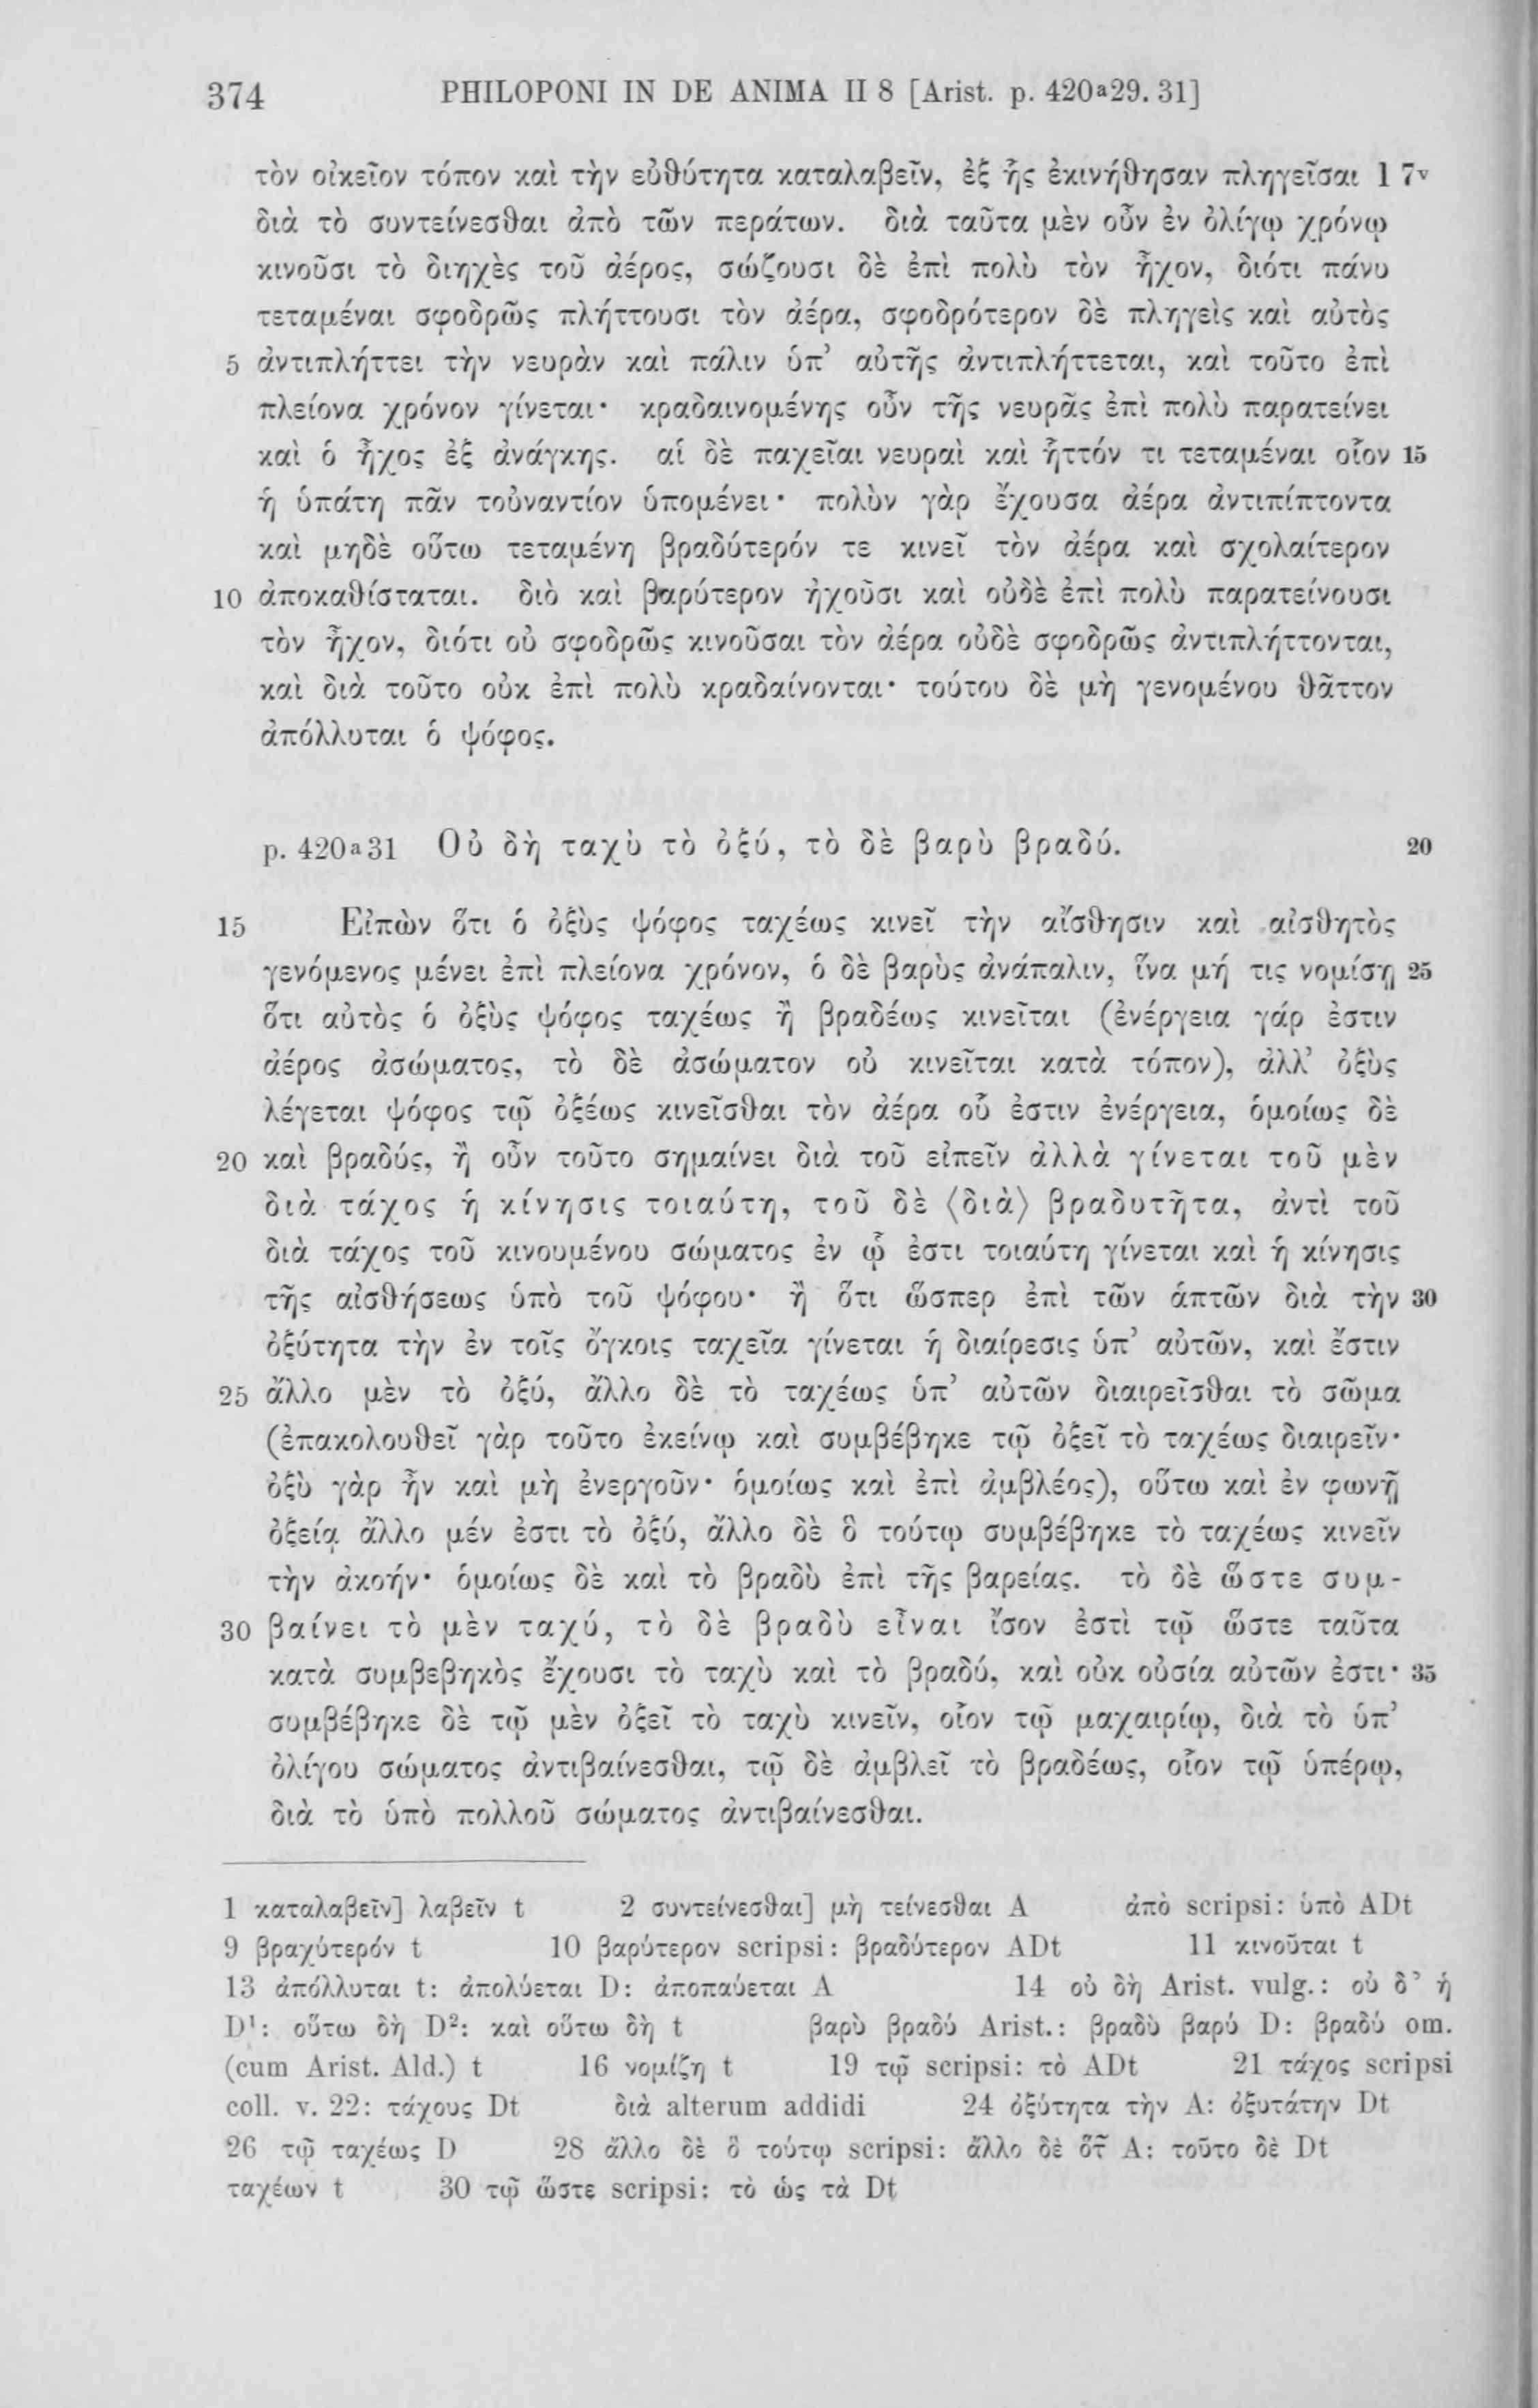 374 PHILOPONI IN DE ANIMA II 8 [Arist. p. 420a29. 31]
τὸν οἰκεῖον τόπον καὶ τὴν εὐθύτητα καταλαβεῖν, ἐξ ἧς ἐκινήθησαν πληγεῖσαι 1 7v
διὰ τὸ συντείνεσθαι ἀπὸ τῶν περάτων. διὰ ταῦτα μὲν οὖν ἐν ὀλίγῳ χρόνῳ
κινοῦσι τὸ διηχὲς τοῦ ἀέρος, σώζουσι δὲ ἐπὶ πολὺ τὸν ἦχον, διότι πάνυ
τεταμέναι σφοδρῶς πλήττουσι τὸν ἀέρα, σφοδρότερον δὲ πληγεὶς καὶ αὐτὸς
5 ἀντιπλήττει τὴν νευρὰν καὶ πάλιν ὑπ’ αὐτῆς ἀντιπλήττεται, καὶ τοῦτο ἐπὶ
πλείονα χρόνον γίνεται· κραδαινομένης οὖν τῆς νευρᾶς ἐπὶ πολὺ παρατείνει
καὶ ὁ ἦχος ἐξ ἀνάγκης. αἱ δὲ παχεῖαι νευραὶ καὶ ἧττόν τι τεταμέναι οἷον 15
ἡ ὑπάτη πᾶν τοὐναντίον ὑπομένει· πολὺν γὰρ ἔχουσα ἀέρα ἀντιπίπτοντα
καὶ μηδὲ οὕτω τεταμένη βραδύτερόν τε κινεῖ τὸν ἀέρα καὶ σχολαίτερον
10 ἀποκαθίσταται. διὸ καὶ βαρύτερον ἠχοῦσι καὶ οὐδὲ ἐπὶ πολὺ παρατείνουσι
τὸν ἦχον, διότι οὐ σφοδρῶς κινοῦσαι τὸν ἀέρα οὐδὲ σφοδρῶς ἀντιπλήττονται,
καὶ διὰ τοῦτο οὐκ ἐπὶ πολὺ κραδαίνονται· τούτου δὲ μὴ γενομένου θᾶττον
ἀπόλλυται ὁ ψόφος.
p. 420a31 Οὐ δὴ ταχὺ τὸ ὀξύ, τὸ δὲ βαρὺ βραδύ. 20
15 Εἰπὼν ὅτι ὁ ὀξὺς ψόφος ταχέως κινεῖ τὴν αἴσθησιν καὶ αἰσθητὸς
γενόμενος μένει ἐπὶ πλείονα χρόνον, ὁ δὲ βαρὺς ἀνάπαλιν, ἵνα μή τις νομίσῃ 25
ὅτι αὐτὸς ὁ ὀξὺς ψόφος ταχέως ἢ βραδέως κινεῖται (ἐνέργεια γάρ ἐστιν
ἀέρος ἀσώματος, τὸ δὲ ἀσώματον οὐ κινεῖται κατὰ τόπον), ἀλλ’ ὀξὺς
λέγεται ψόφος τῷ ὀξέως κινεῖσθαι τὸν ἀέρα οὗ ἐστιν ἐνέργεια, ὁμοίως δὲ
20 καὶ βραδύς, ἢ οὖν τοῦτο σημαίνει διὰ τοῦ εἰπεῖν ἀλλὰ γίνεται τοῦ μὲν
διὰ τάχος ἡ κίνησις τοιαύτη, τοῦ δὲ ⟨διὰ⟩ βραδυτῆτα, ἀντὶ τοῦ
διὰ τάχος τοῦ κινουμένου σώματος ἐν ᾧ ἐστι τοιαύτη γίνεται καὶ ἡ κίνησις
τῆς αἰσθήσεως ὑπὸ τοῦ ψόφου· ἢ ὅτι ὥσπερ ἐπὶ τῶν ἁπτῶν διὰ τὴν 30
ὀξύτητα τὴν ἐν τοῖς ὄγκοις ταχεῖα γίνεται ἡ διαίρεσις ὑπ’ αὐτῶν, καὶ ἔστιν
25 ἄλλο μὲν τὸ ὀξύ, ἄλλο δὲ τὸ ταχέως ὑπ’ αὐτῶν διαιρεῖσθαι τὸ σῶμα
(ἐπακολουθεῖ γὰρ τοῦτο ἐκείνῳ καὶ συμβέβηκε τῷ ὀξεῖ τὸ ταχέως διαιρεῖν·
ὀξὺ γὰρ ἦν καὶ μὴ ἐνεργοῦν· ὁμοίως καὶ ἐπὶ ἀμβλέος), οὕτω καὶ ἐν φωνῇ
ὀξείᾳ ἄλλο μέν ἐστι τὸ ὀξύ, ἄλλο δὲ ὃ τούτῳ συμβέβηκε τὸ ταχέως κινεῖν
τὴν ἀκοήν· ὁμοίως δὲ καὶ τὸ βραδὺ ἐπὶ τῆς βαρείας. τὸ δὲ ὥστε συμ-
30 βαίνει τὸ μὲν ταχύ, τὸ δὲ βραδὺ εἶναι ἴσον ἐστὶ τῷ ὥστε ταῦτα
κατὰ συμβεβηκὸς ἔχουσι τὸ ταχὺ καὶ τὸ βραδύ, καὶ οὐκ οὐσία αὐτῶν ἐστι· 35
συμβέβηκε δὲ τῷ μὲν ὀξεῖ τὸ ταχὺ κινεῖν, οἷον τῷ μαχαιρίῳ, διὰ τὸ ὑπ’
ὀλίγου σώματος ἀντιβαίνεσθαι, τῷ δὲ ἀμβλεῖ τὸ βραδέως, οἷον τῷ ὑπέρῳ,
διὰ τὸ ὑπὸ πολλοῦ σώματος ἀντιβαίνεσθαι.
1 καταλαβεῖν] λαβεῖν t 2 συντείνεσθαι] μὴ τείνεσθαι A ἀπὸ scripsi: ὑπὸ ADt
9 βραχύτερόν t 10 βαρύτερον scripsi: βραδύτερον ADt 11 κινοῦται t
13 ἀπόλλυται t: ἀπολύεται D: ἀποπαύεται A 14 οὐ δὴ Arist. vulg.: οὐ δ’ ἡ
D¹: οὕτω δὴ D²: καὶ οὕτω δὴ t βαρὺ βραδύ Arist.: βραδὺ βαρύ D: βραδύ om.
(cum Arist. Ald.) t 16 νομίζῃ t 19 τῷ scripsi: τὸ ADt 21 τάχος scripsi
coll. v. 22: τάχους Dt διὰ alterum addidi 24 ὀξύτητα τὴν A: ὀξυτάτην Dt
26 τῷ ταχέως D 28 ἄλλο δὲ ὃ τούτῳ scripsi: ἄλλο δὲ A: τοῦτο δὲ Dt
ταχέων t 30 τῷ ὥστε scripsi: τὸ ὡς τὰ Dt